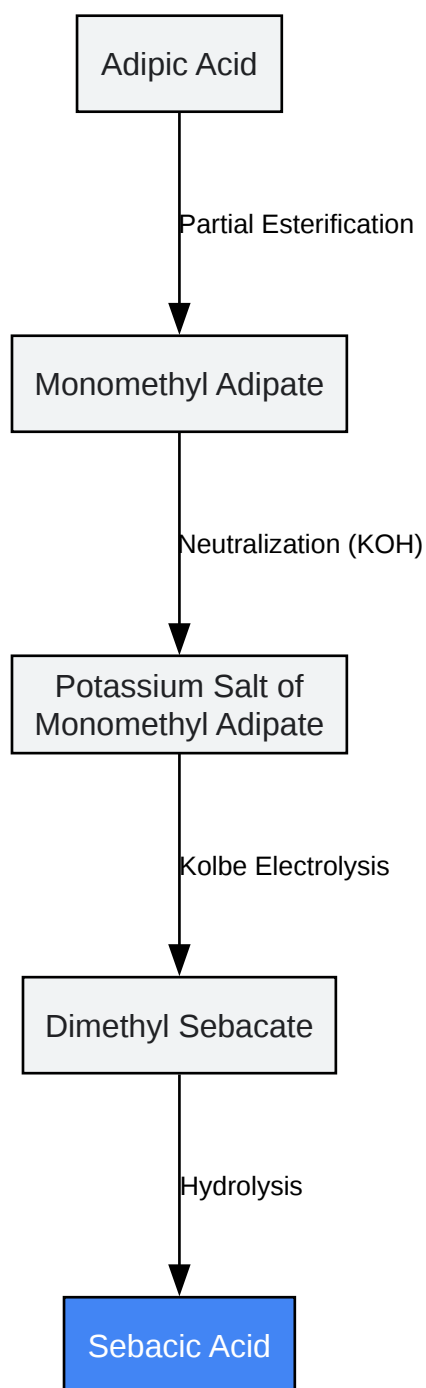 Adipic Acid
Partial Esterification
Monomethyl Adipate
Neutralization (KOH)
Potassium Salt of
Monomethyl Adipate
Kolbe Electrolysis
Dimethyl Sebacate
Hydrolysis
Sebacic Acid